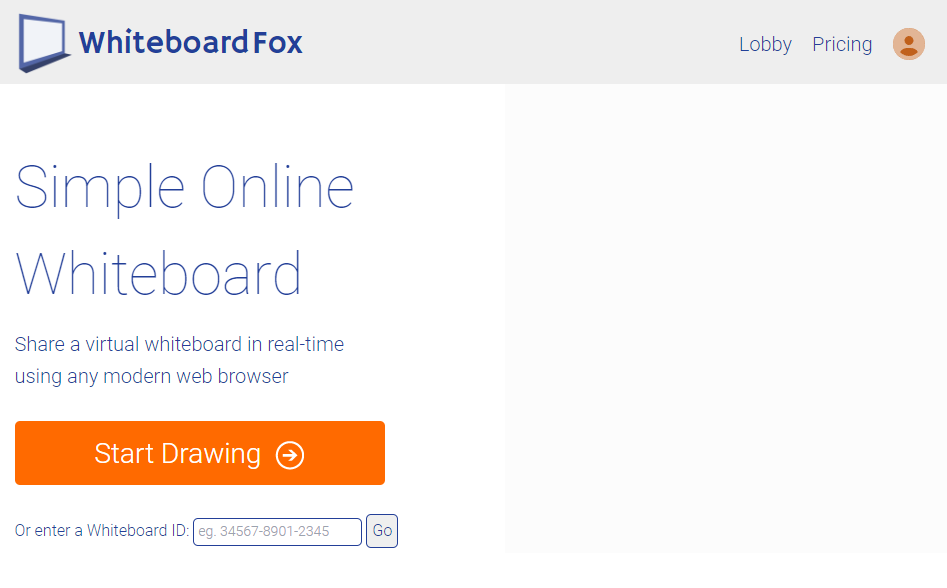 WhiteboardFox
Lobby
Pricing
Simple Online
Whiteboard
Share a virtual whiteboard in real-time
using any modern web browser
Start Drawing
Or enter a Whiteboard ID: eg. 34567-8901-2345 Go